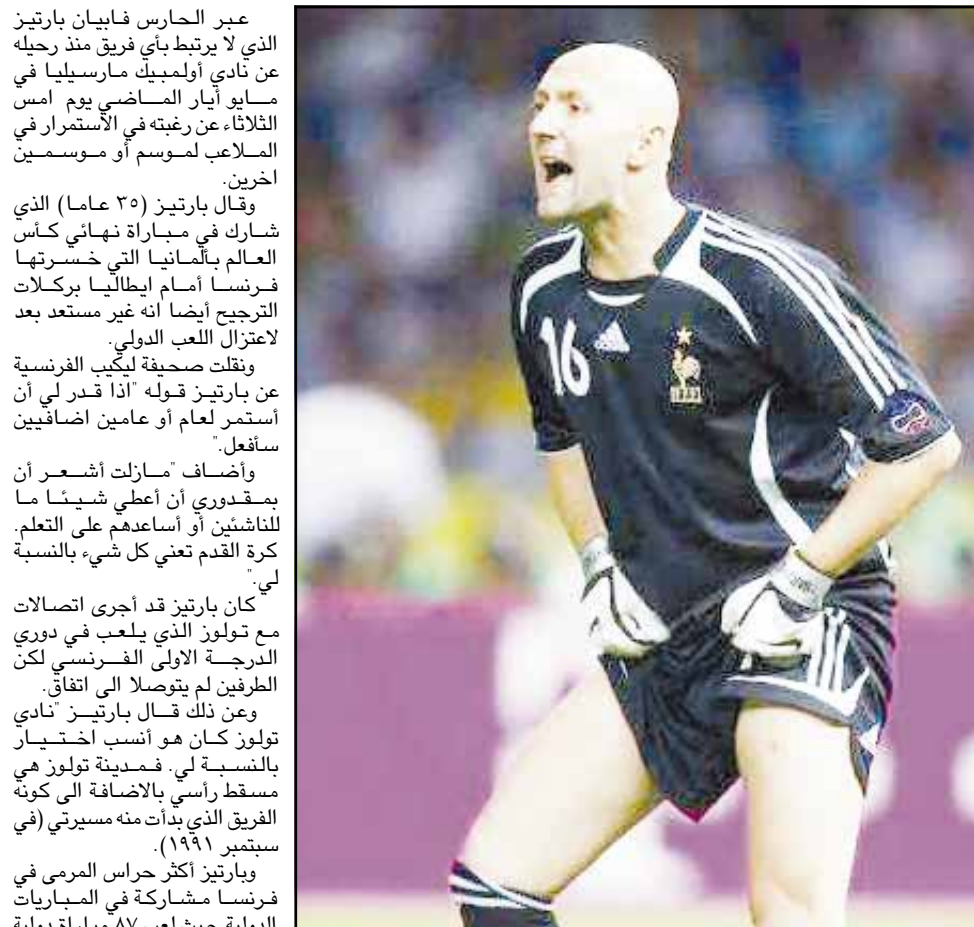 عبر الحارس فابيان بارتيز
الذي لا يرتبط بأي فريق منذ رحيله
عن نادي أولمبيك مارسيليا في
مايو أيار الماضي يوم امس
الثلاثاء عن رغبته في الاستمرار في
الملاعب لموسم أو موسمين
اخرين.
وقال بارتيز (٣٥ عاما) الذي
شارك في مباراة نهائي كأس
العالم بألمانيا التي خسرتها
فرنسا أمام ايطاليا بركلات
الترجيح أيضا انه غير مستعد بعد
لاعتزال اللعب الدولي.
ونقلت صحيفة ليكيب الفرنسية
عن بارتيز قوله "اذا قدر لي أن
أستمر لعام أو عامين اضافيين
سأفعل."
وأضاف "مازلت أشعر أن
بمقدوري أن أعطي شيئا ما
للناشئين أو أساعدهم على التعلم.
كرة القدم تعني كل شيء بالنسبة
لي."
كان بارتيز قد أجرى اتصالات
مع تولوز الذي يلعب في دوري
الدرجة الاولى الفرنسي لكن
الطرفين لم يتوصلا الى اتفاق.
وعن ذلك قال بارتيز "نادي
تولوز كان هو أنسب اختيار
بالنسبة لي. فمدينة تولوز هي
مسقط رأسي بالاضافة الى كونه
الفريق الذي بدأت منه مسيرتي (في
سبتمبر ١٩٩١).
وبارتيز أكثر حراس المرمى في
فرنسا مشاركة في المباريات
الدولية حيث لعب ٨٧ مباراة دولية
16
adidas